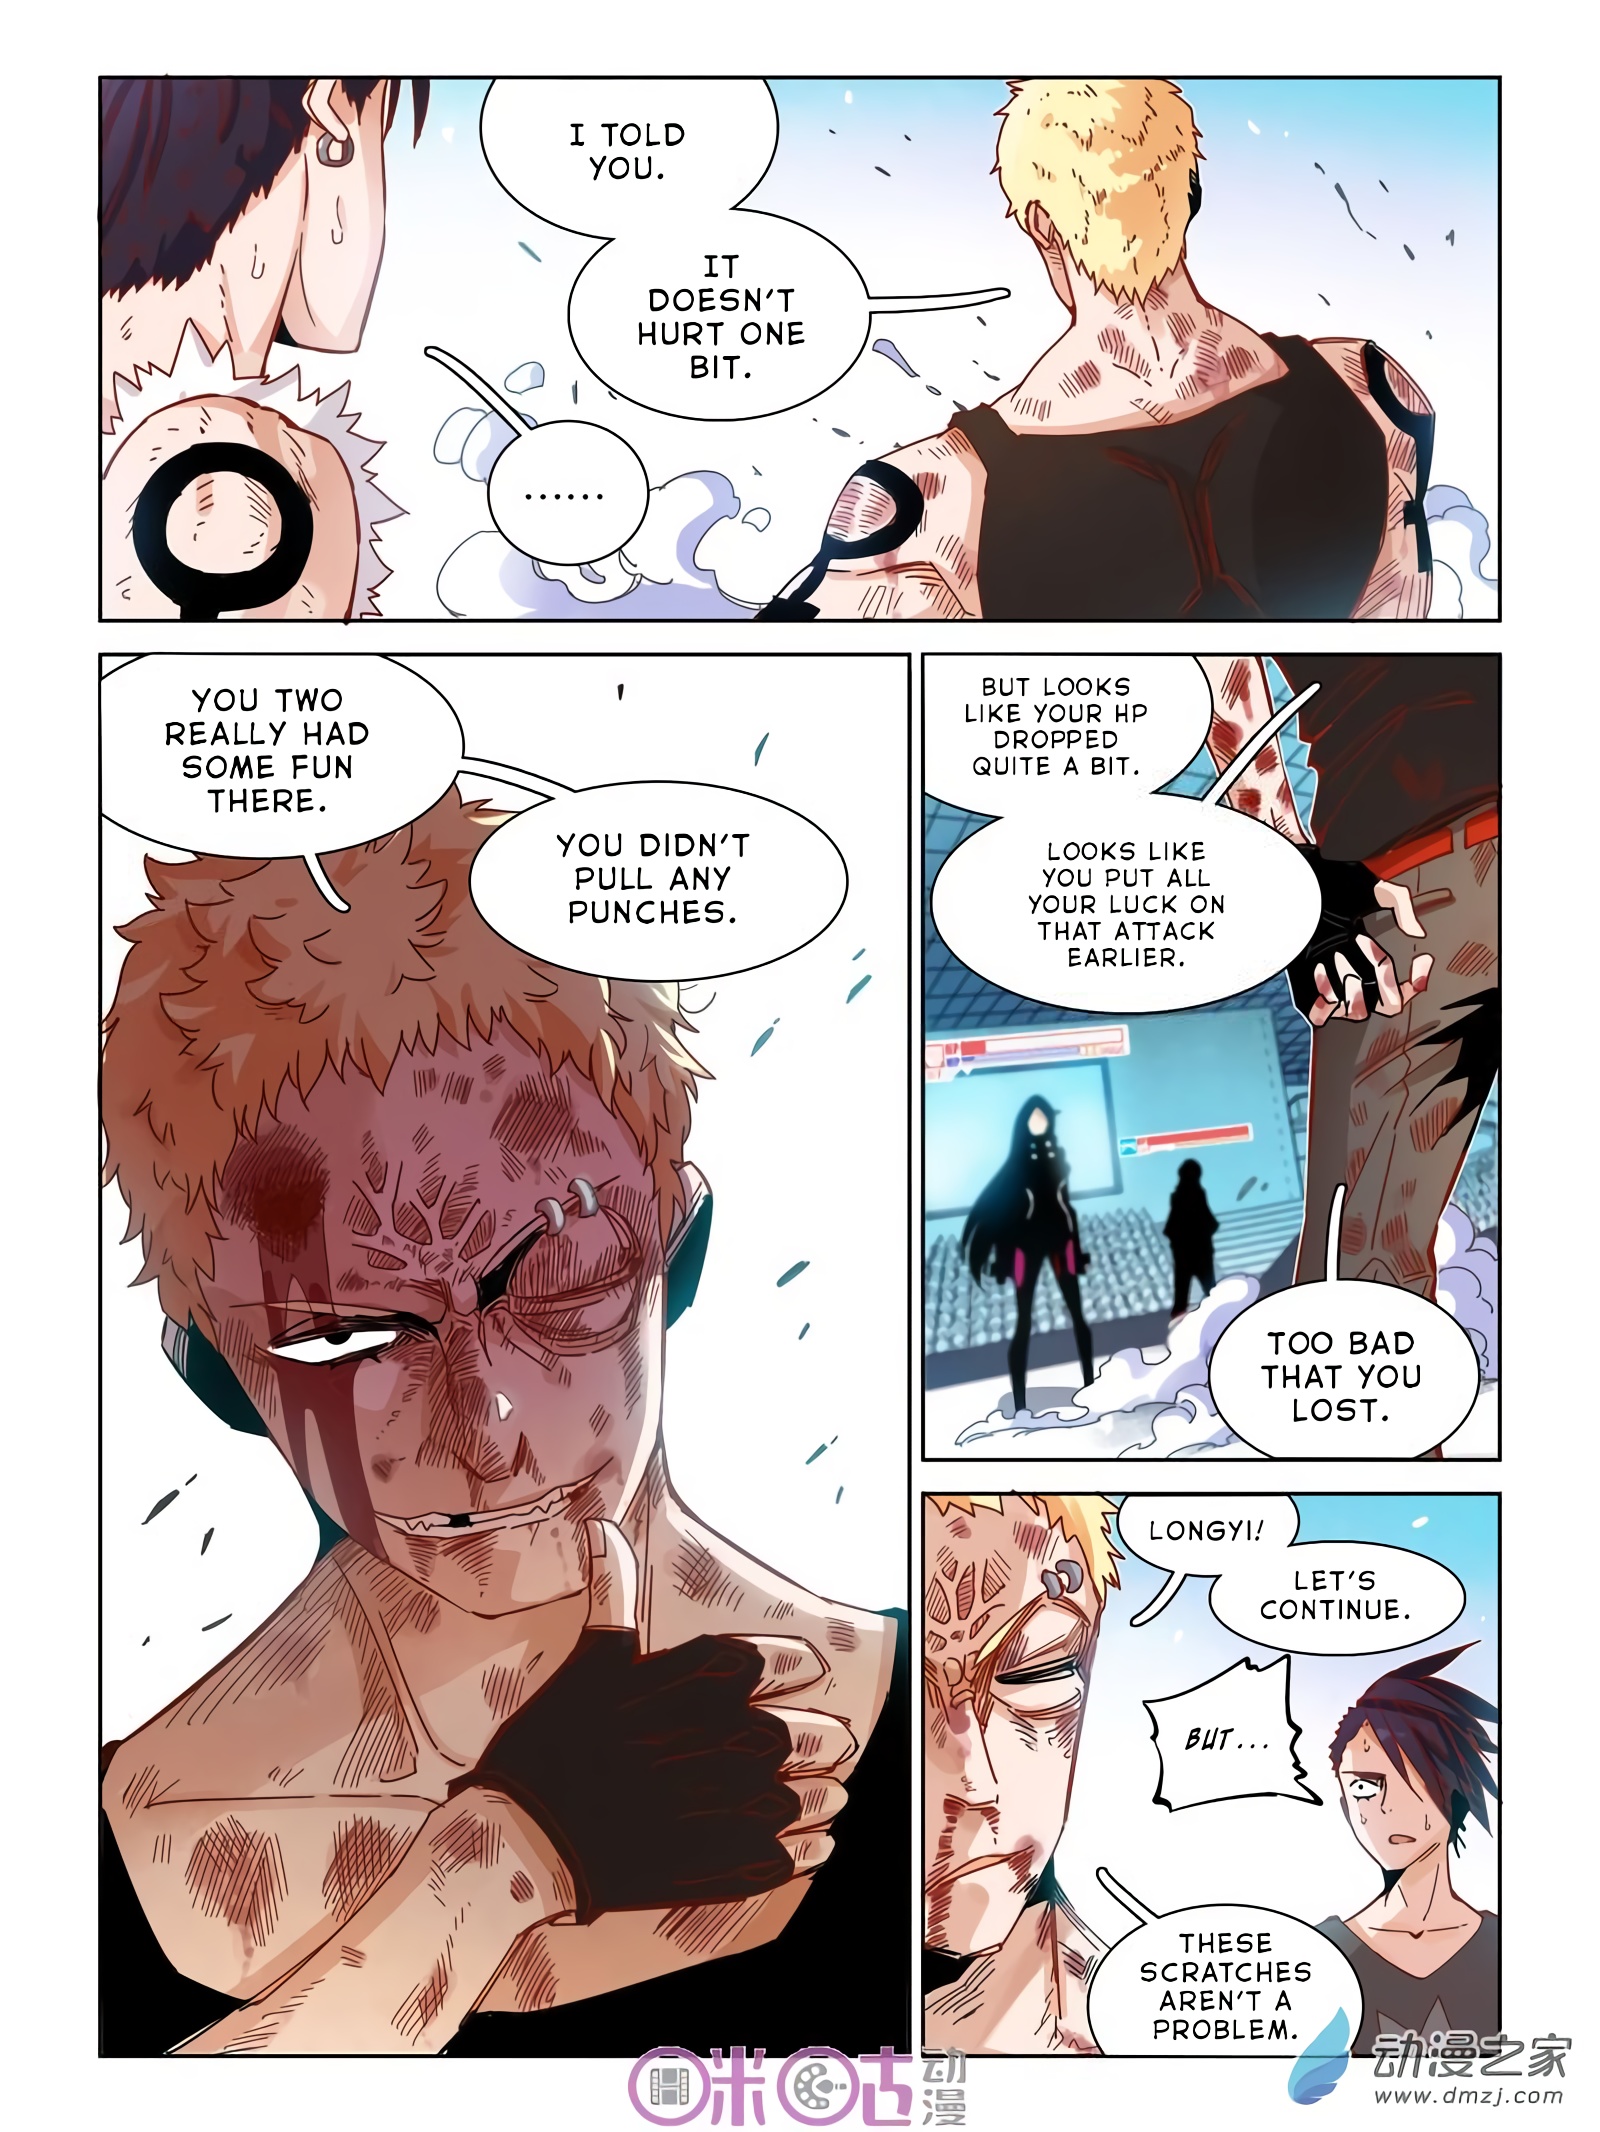 I TOLD
YOU.
IT
DOESN'T
HURT ONE
BIT.
......
YOU TWO
REALLY HAD
SOME FUN
THERE.
YOU DIDN'T
PULL ANY
PUNCHES.
BUT LOOKS
LIKE YOUR HP
DROPPED
QUITE A BIT.
LOOKS LIKE
YOU PUT ALL
YOUR LUCK ON
THAT ATTACK
EARLIER.
TOO BAD
THAT YOU
LOST.
LONGYI!
LET'S
CONTINUE.
BUT...
THESE
SCRATCHES
AREN'T A
PROBLEM.
咪咕动漫
动漫之家
www.dmzj.com